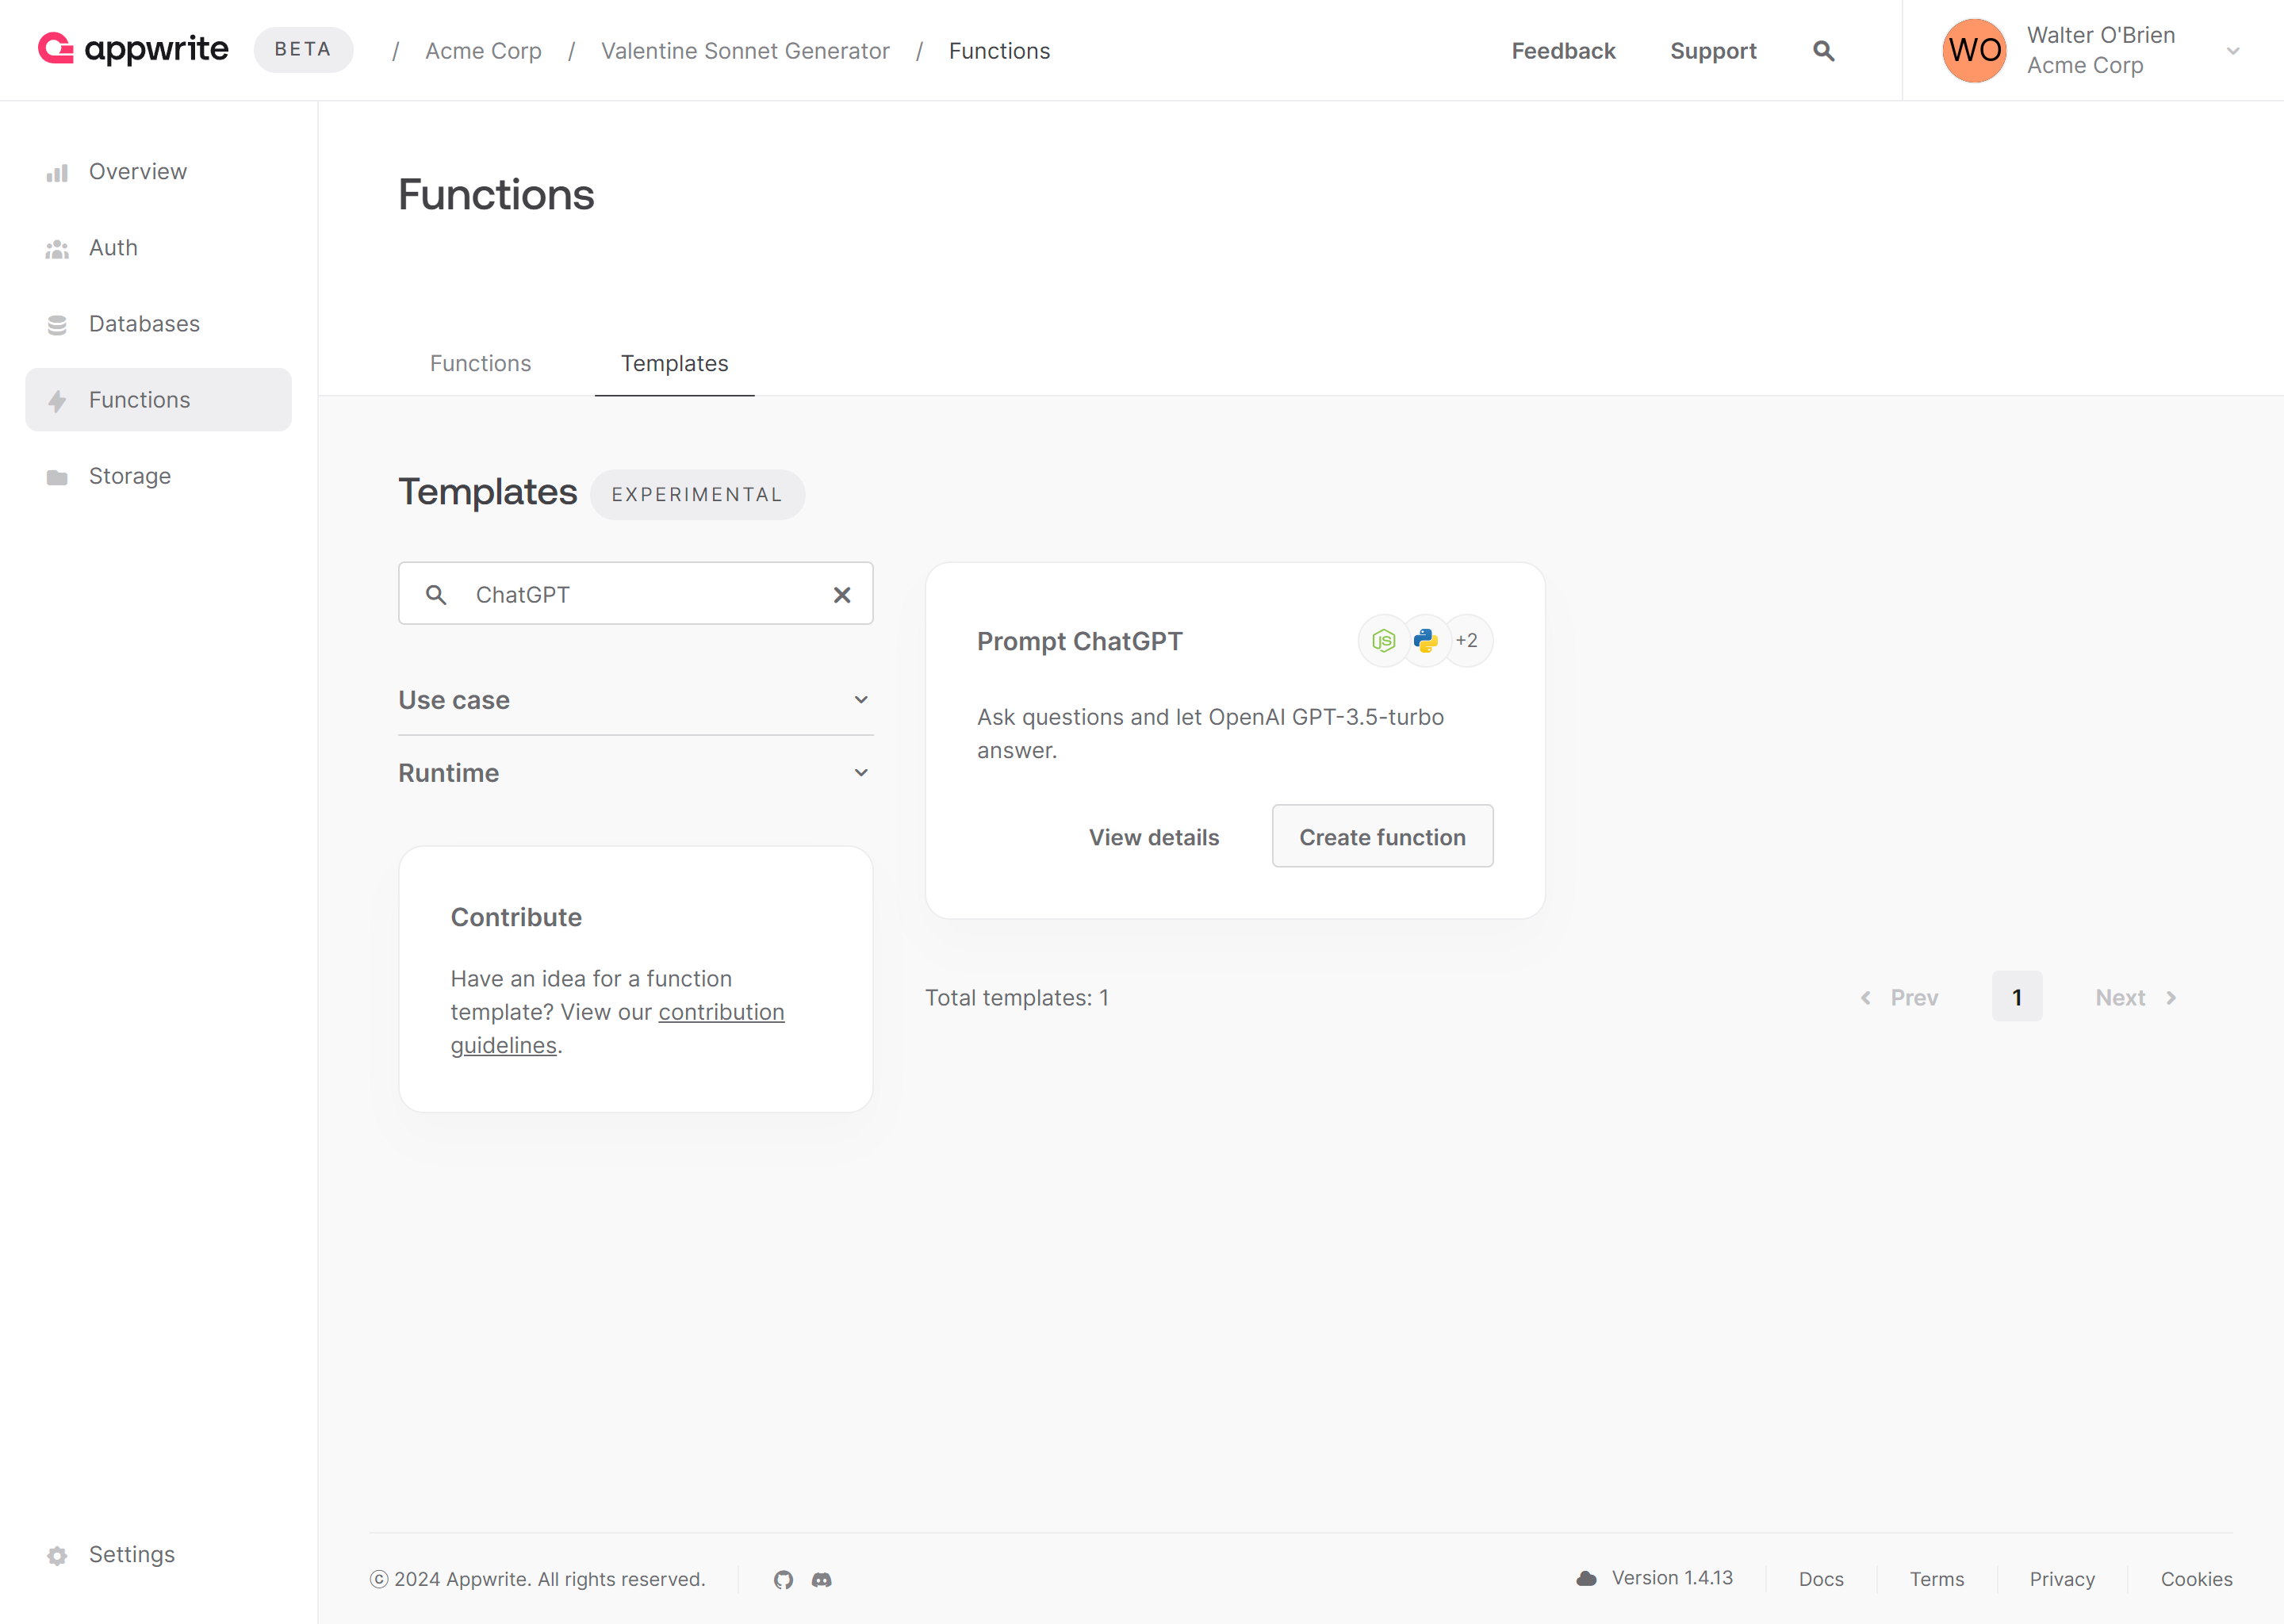 appwrite BETA / Acme Corp / Valentine Sonnet Generator / Functions Feedback Support WO Walter O'Brien
Acme Corp
Overview
Auth
Databases
Functions
Storage
Settings
Functions
Functions Templates
Templates EXPERIMENTAL
ChatGPT
Use case
Runtime
Contribute
Have an idea for a function
template? View our contribution
guidelines.
Prompt ChatGPT JS +2
Ask questions and let OpenAI GPT-3.5-turbo
answer.
View details Create function
Total templates: 1 Prev 1 Next
© 2024 Appwrite. All rights reserved. Version 1.4.13 Docs Terms Privacy Cookies